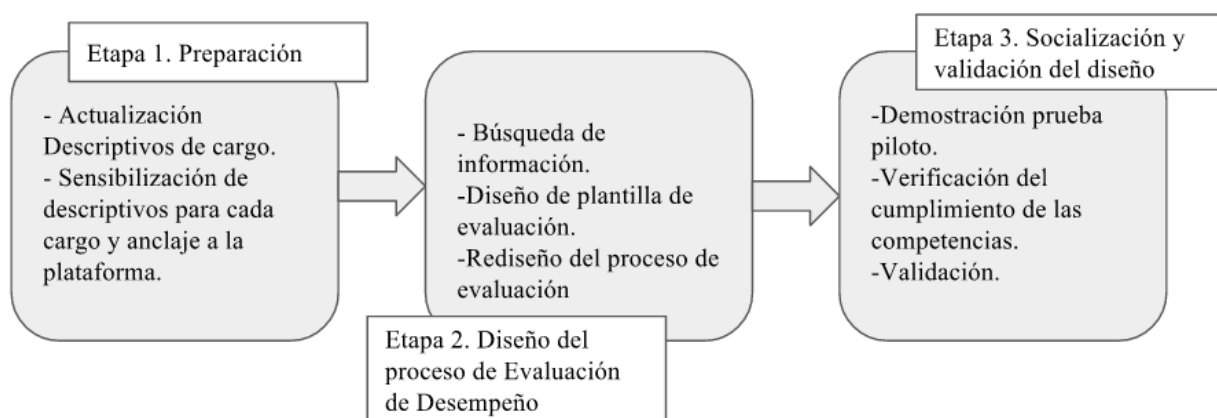 Etapa 1. Preparación
- Actualización
Descriptivos de cargo.
- Sensibilización de
descriptivos para cada
cargo y anclaje a la
plataforma.
- Búsqueda de
información.
-Diseño de plantilla de
evaluación.
-Rediseño del proceso de
evaluación
Etapa 2. Diseño del
proceso de Evaluación
de Desempeño
Etapa 3. Socialización y
validación del diseño
-Demostración prueba
piloto.
-Verificación del
cumplimiento de las
competencias.
-Validación.